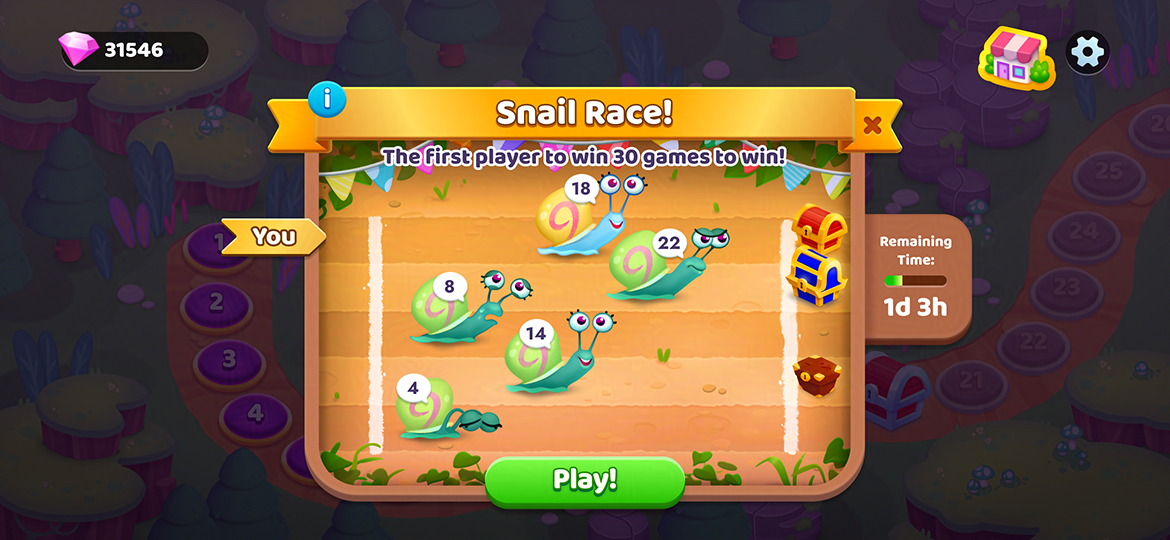 31546
i
Snail Race!
The first player to win 30 games to win!
18
You
22
Remaining
Time:
1d 3h
8
14
4
Play!
1
2
3
4
25
24
23
22
21